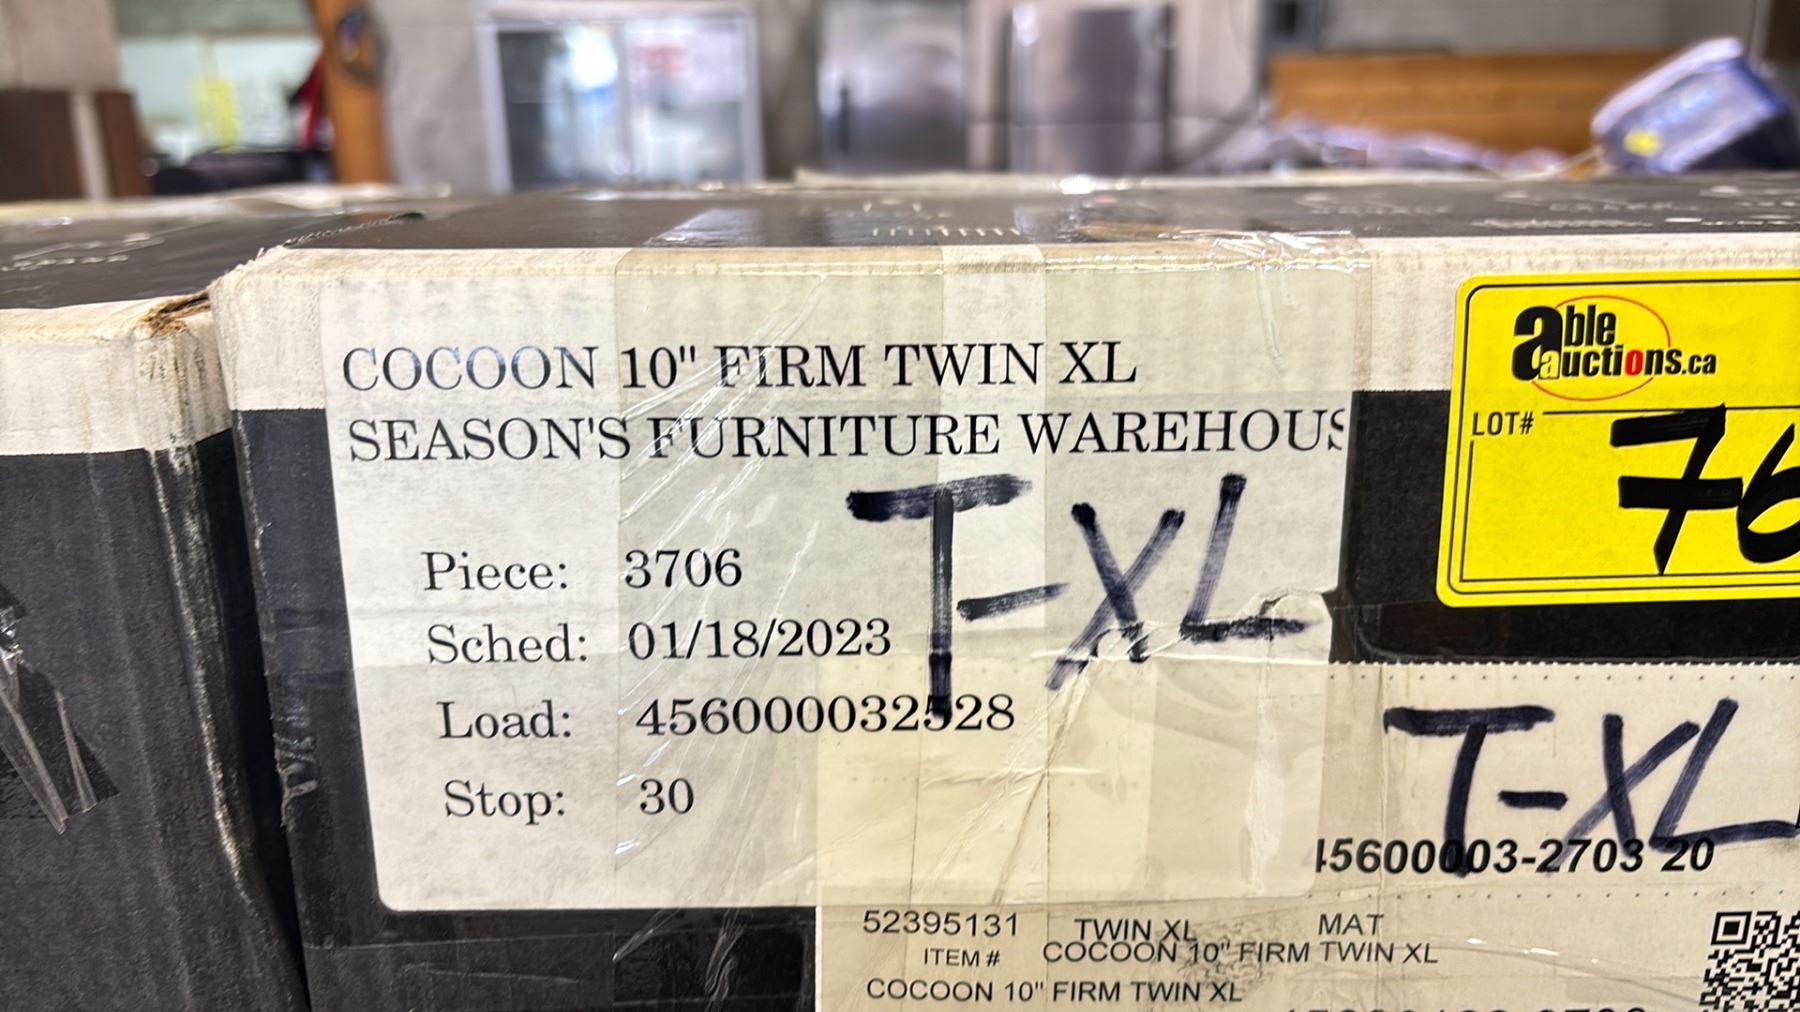 COCOON 10" FIRM TWIN XL
SEASON'S FURNITURE WAREHOUS
T-XL
Piece: 3706
Sched: 01/18/2023
Load: 456000032528
Stop: 30
able
auctions.ca
LOT#
76
T-XL
45600003-2703 20
52395131 TWIN XL MAT
ITEM # COCOON 10" FIRM TWIN XL
COCOON 10" FIRM TWIN XL